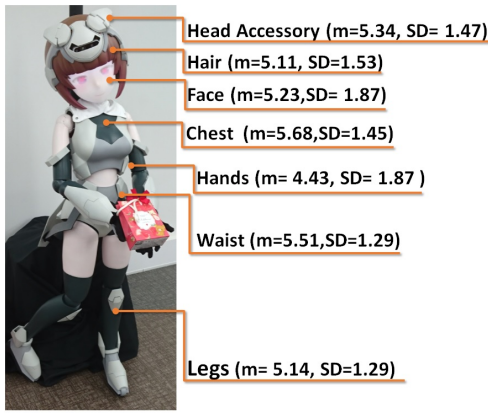 Head Accessory (m=5.34, SD= 1.47)
Hair (m=5.11, SD=1.53)
Face (m=5.23,SD= 1.87)
Chest (m=5.68,SD=1.45)
Hands (m= 4.43, SD= 1.87 )
Waist (m=5.51,SD=1.29)
Legs (m= 5.14, SD=1.29)